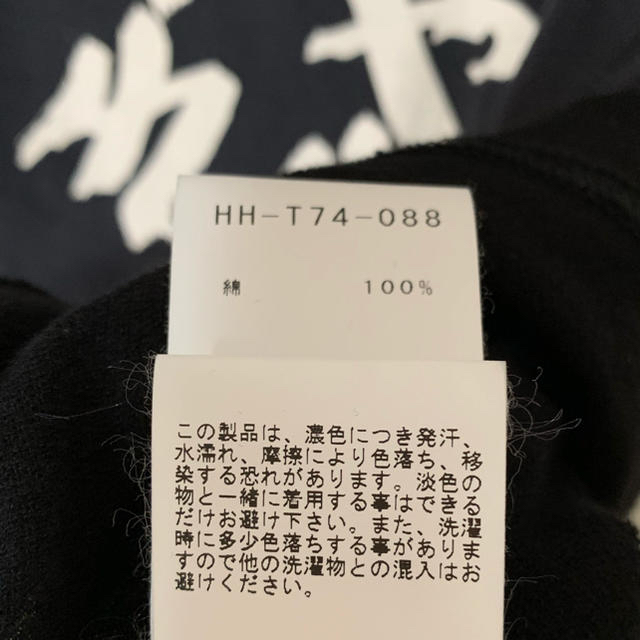 HH-T74-088
綿 100%
この製品は、濃色につき発汗、
水濡れ、摩擦により色落ち、移
染する恐れがあります。淡色の
物と一緒に着用する事はできる
だけお避け下さい。また、洗濯
時に多少色落ちする事がありま
すので他の洗濯物との混入はお
避けください。